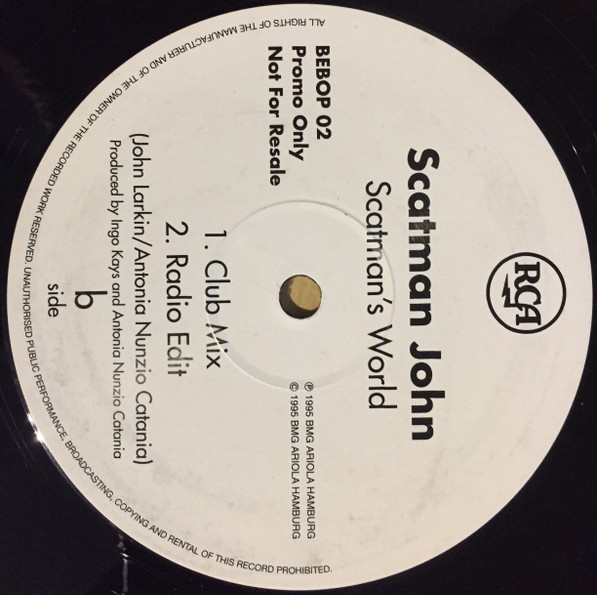 RCA
Scatman John
Scatman's World
BEBOP 02
Promo Only
Not For Resale
℗ 1995 BMG ARIOLA HAMBURG
© 1995 BMG ARIOLA HAMBURG
1. Club Mix
2. Radio Edit
(John Larkin/Antonia Nunzio Catania)
Produced by Ingo Kays and Antonia Nunzio Catania
b
side
ALL RIGHTS OF THE MANUFACTURER AND OF THE OWNER OF THE RECORDED WORK RESERVED. UNAUTHORISED PUBLIC PERFORMANCE, BROADCASTING, COPYING AND RENTAL OF THIS RECORD PROHIBITED.